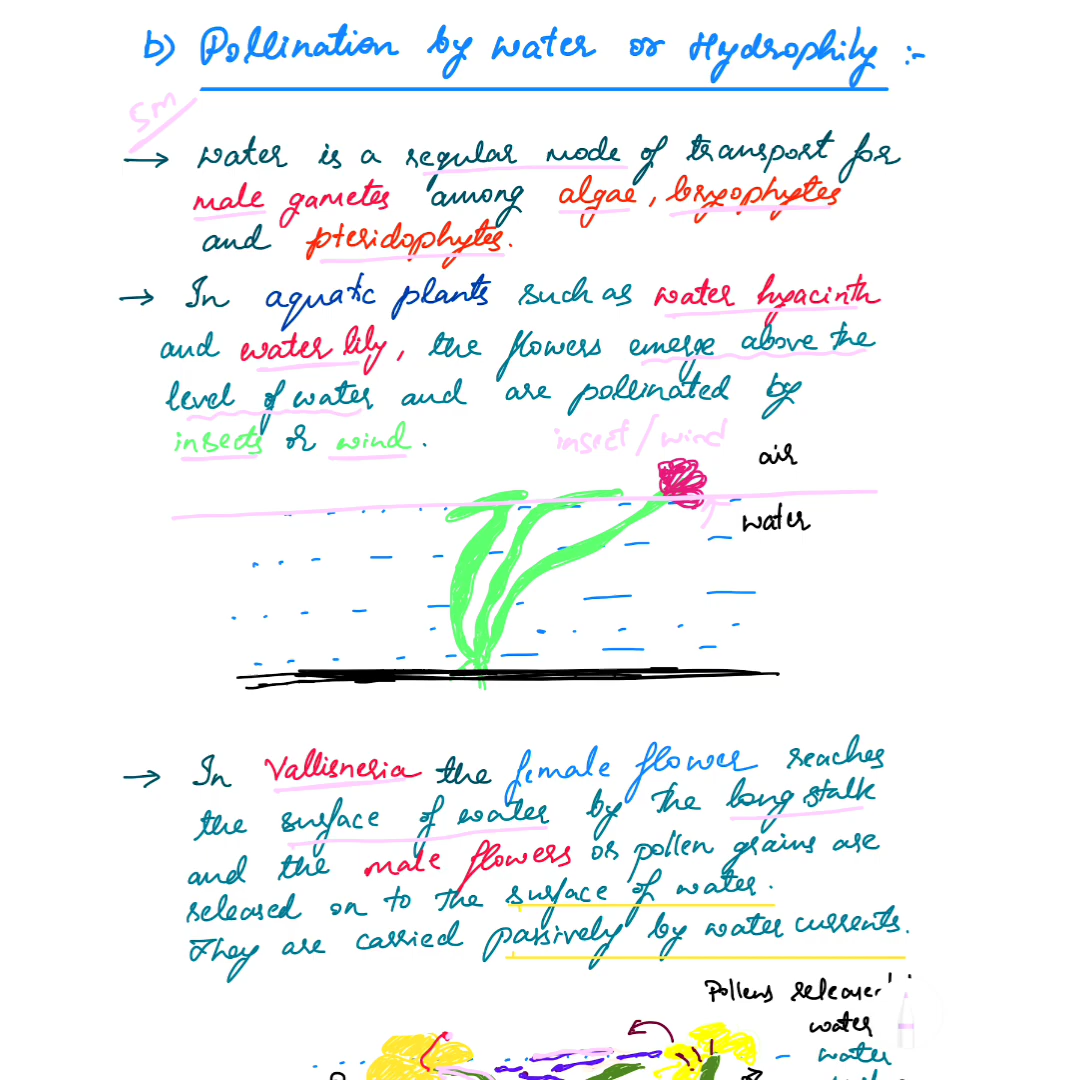 b) Pollination by water or Hydrophily :-
5m
→ water is a regular mode of transport for
male gametes among algae, bryophytes
and pteridophytes.
→ In aquatic plants such as water hyacinth
and water lily, the flowers emerge above the
level of water and are pollinated by
insects or wind.
insect/wind
air
water
→ In Vallisneria the female flower reaches
the surface of water by the long stalk
and the male flowers or pollen grains are
released on to the surface of water.
They are carried passively by water currents.
Pollens
water
water